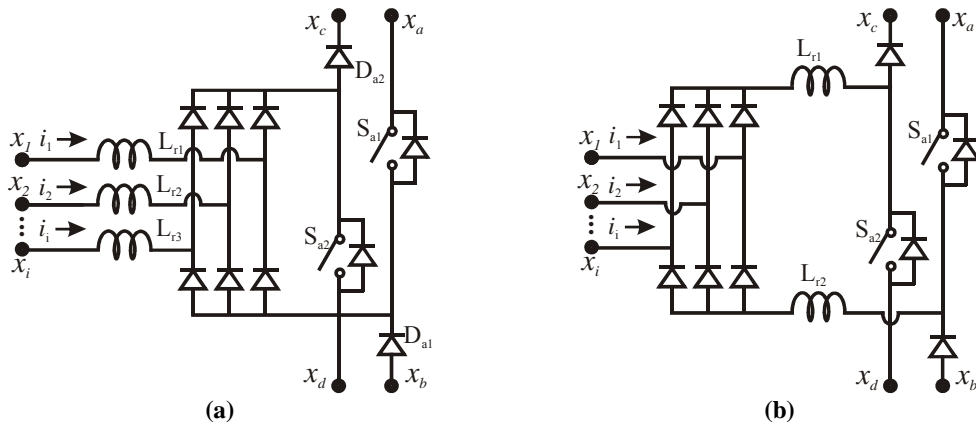 x_c x_a
D_a2
S_a1
x_1 i_1 L_r1
x_2 i_2 L_r2
x_i i_i L_r3
S_a2
D_a1
x_d x_b
(a)
x_c x_a
L_r1
S_a1
x_1 i_1
x_2 i_2
x_i i_i
S_a2
L_r2
x_d x_b
(b)